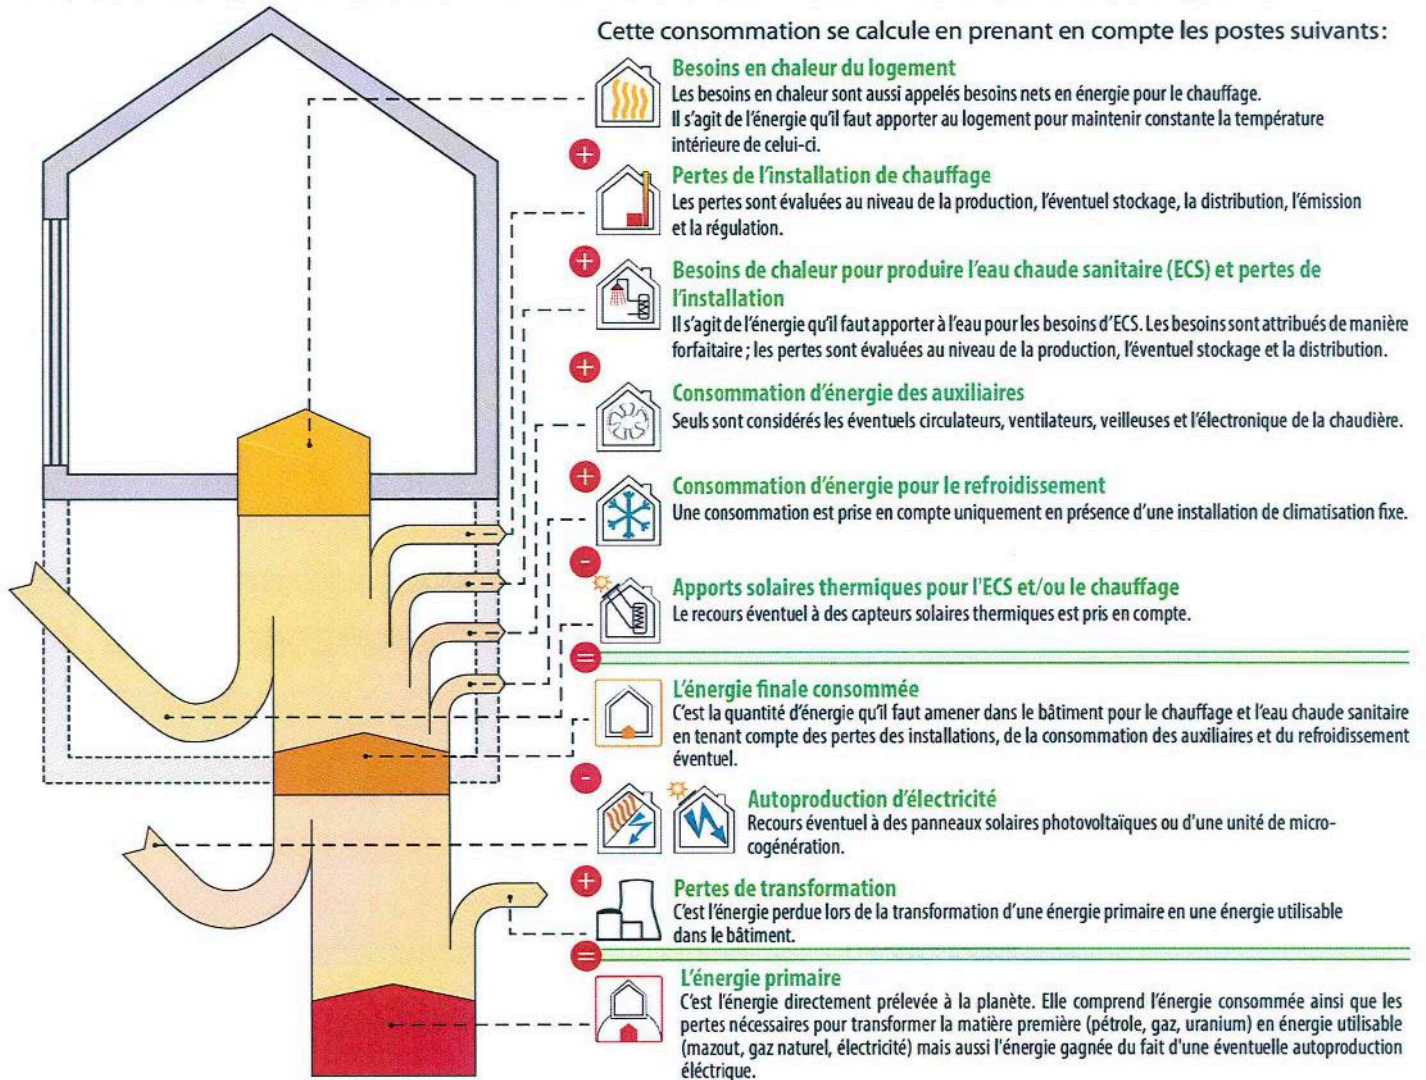 Cette consommation se calcule en prenant en compte les postes suivants:
Besoins en chaleur du logement
Les besoins en chaleur sont aussi appelés besoins nets en énergie pour le chauffage.
Il s'agit de l'énergie qu'il faut apporter au logement pour maintenir constante la température
intérieure de celui-ci.
+
Pertes de l'installation de chauffage
Les pertes sont évaluées au niveau de la production, l'éventuel stockage, la distribution, l'émission
et la régulation.
+
Besoins de chaleur pour produire l'eau chaude sanitaire (ECS) et pertes de
l'installation
Il s'agit de l'énergie qu'il faut apporter à l'eau pour les besoins d'ECS. Les besoins sont attribués de manière
forfaitaire ; les pertes sont évaluées au niveau de la production, l'éventuel stockage et la distribution.
+
Consommation d'énergie des auxiliaires
Seuls sont considérés les éventuels circulateurs, ventilateurs, veilleuses et l'électronique de la chaudière.
+
Consommation d'énergie pour le refroidissement
Une consommation est prise en compte uniquement en présence d'une installation de climatisation fixe.
-
Apports solaires thermiques pour l'ECS et/ou le chauffage
Le recours éventuel à des capteurs solaires thermiques est pris en compte.
=
L'énergie finale consommée
C'est la quantité d'énergie qu'il faut amener dans le bâtiment pour le chauffage et l'eau chaude sanitaire
en tenant compte des pertes des installations, de la consommation des auxiliaires et du refroidissement
éventuel.
-
Autoproduction d'électricité
Recours éventuel à des panneaux solaires photovoltaïques ou d'une unité de micro-
cogénération.
+
Pertes de transformation
C'est l'énergie perdue lors de la transformation d'une énergie primaire en une énergie utilisable
dans le bâtiment.
=
L'énergie primaire
C'est l'énergie directement prélevée à la planète. Elle comprend l'énergie consommée ainsi que les
pertes nécessaires pour transformer la matière première (pétrole, gaz, uranium) en énergie utilisable
(mazout, gaz naturel, électricité) mais aussi l'énergie gagnée du fait d'une éventuelle autoproduction
éléctrique.